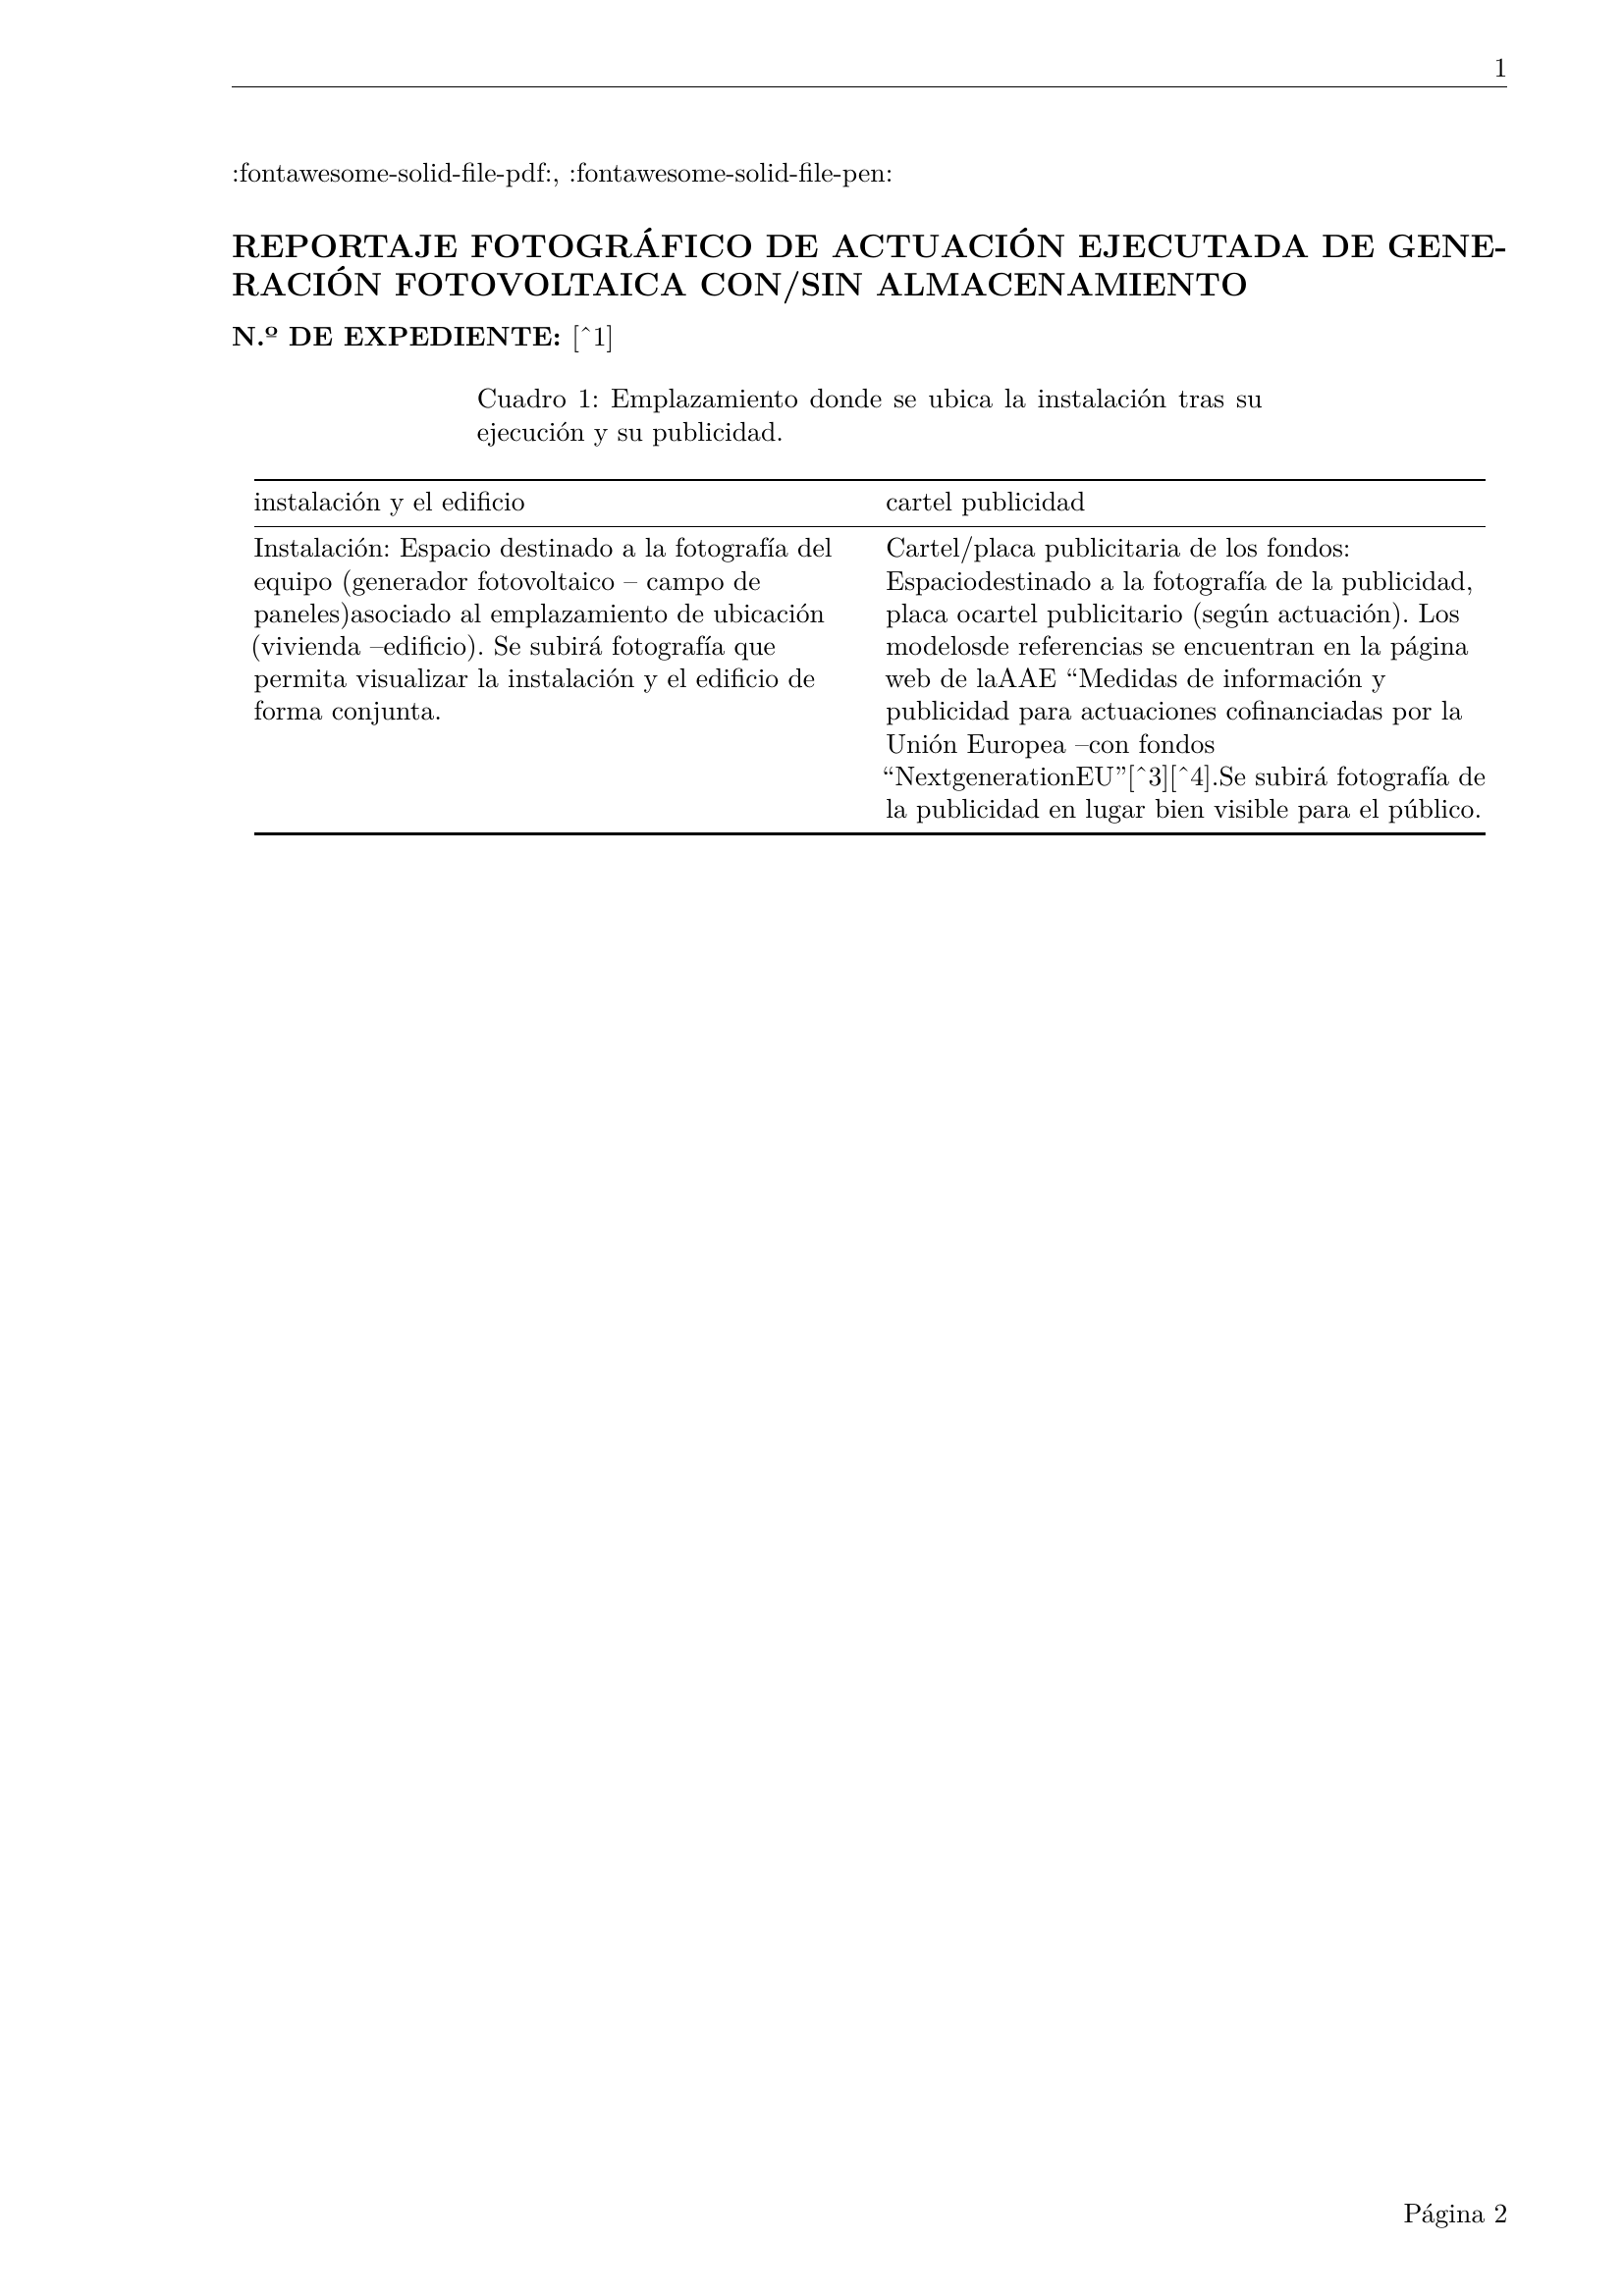 1
:fontawesome-solid-file-pdf:, :fontawesome-solid-file-pen:
REPORTAJE FOTOGRÁFICO DE ACTUACIÓN EJECUTADA DE GENE-
RACIÓN FOTOVOLTAICA CON/SIN ALMACENAMIENTO
N.º DE EXPEDIENTE: [^1]
Cuadro 1: Emplazamiento donde se ubica la instalación tras su
ejecución y su publicidad.
instalación y el edificio
cartel publicidad
Instalación: Espacio destinado a la fotografía del
equipo (generador fotovoltaico – campo de
paneles)asociado al emplazamiento de ubicación
(vivienda –edificio). Se subirá fotografía que
permita visualizar la instalación y el edificio de
forma conjunta.
Cartel/placa publicitaria de los fondos:
Espaciodestinado a la fotografía de la publicidad,
placa ocartel publicitario (según actuación). Los
modelosde referencias se encuentran en la página
web de laAAE “Medidas de información y
publicidad para actuaciones cofinanciadas por la
Unión Europea –con fondos
“NextgenerationEU”[^3][^4].Se subirá fotografía de
la publicidad en lugar bien visible para el público.
Página 2